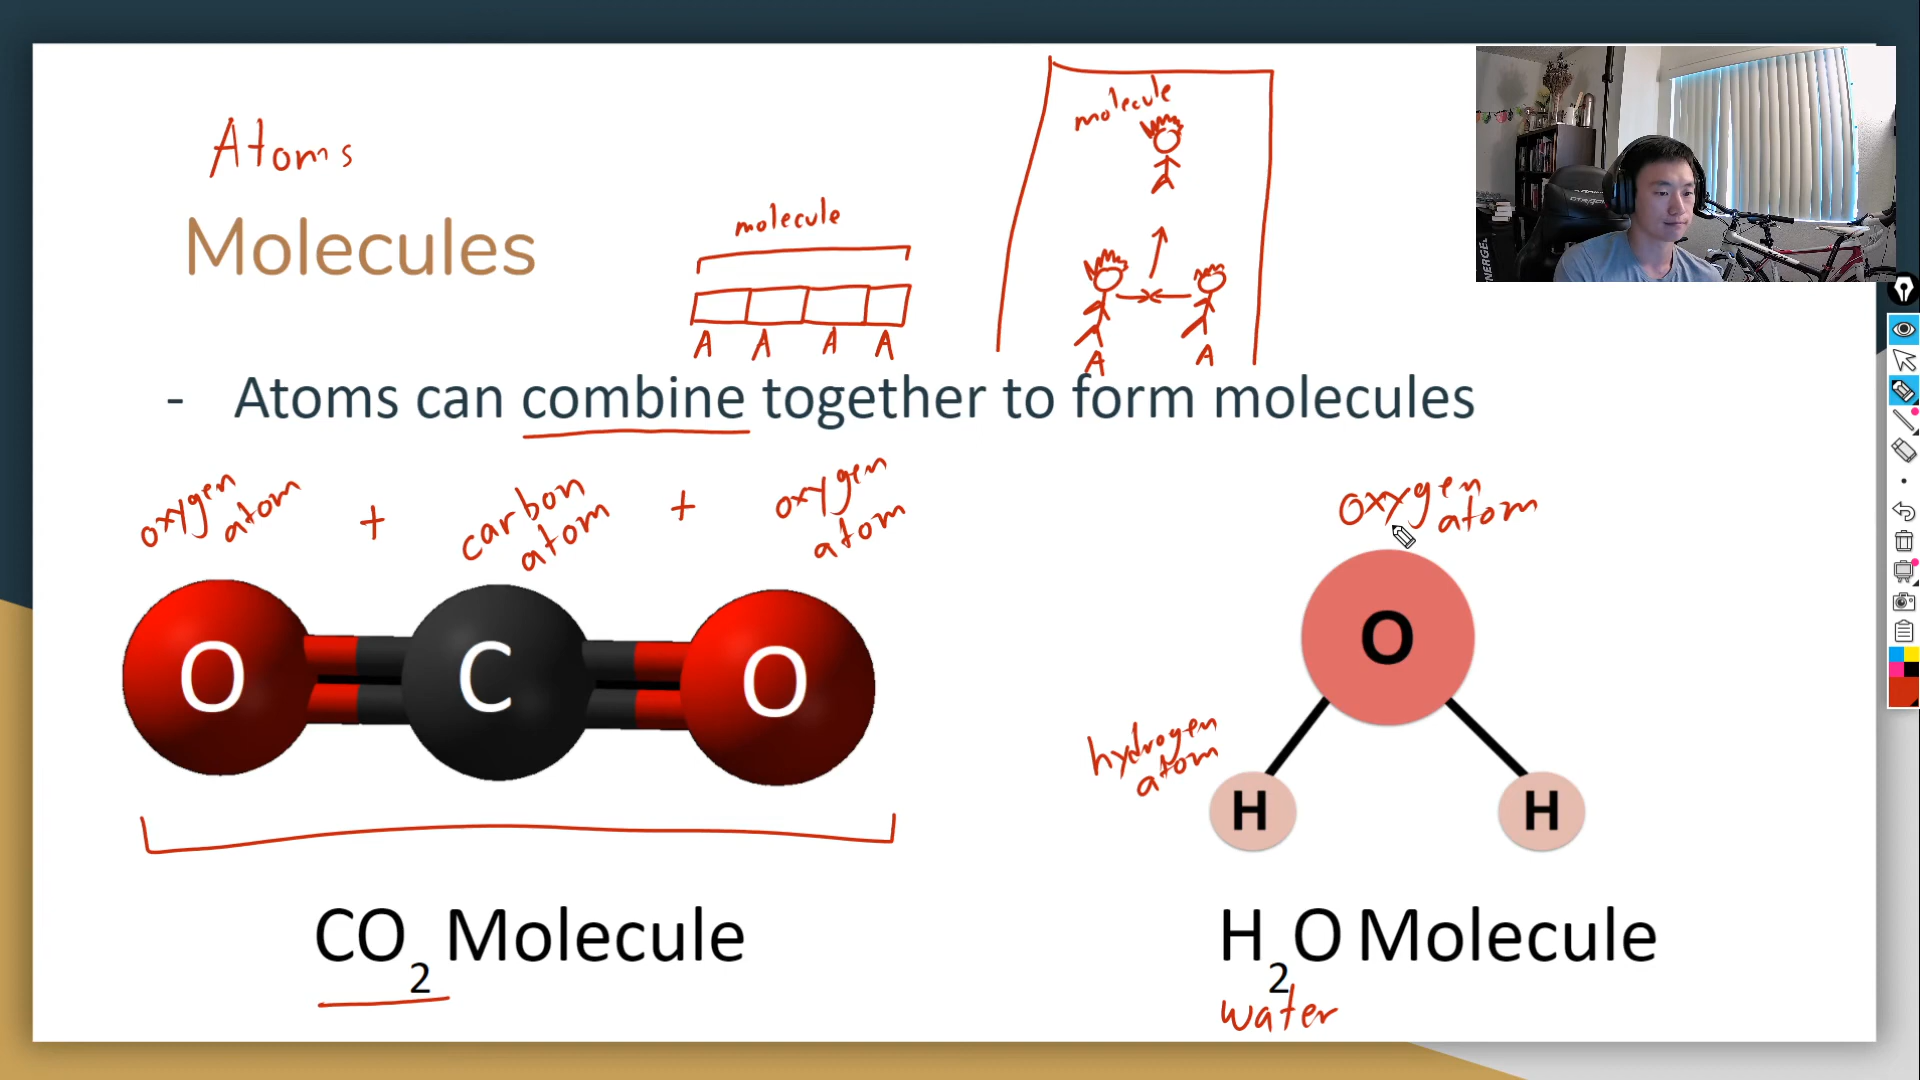 Atoms
Molecules
molecule
A A A A
molecule
A A
- Atoms can combine together to form molecules
oxygen atom + carbon atom + oxygen atom
O C O
CO2 Molecule
oxygen atom
O
hydrogen atom
H H
H2O Molecule
water